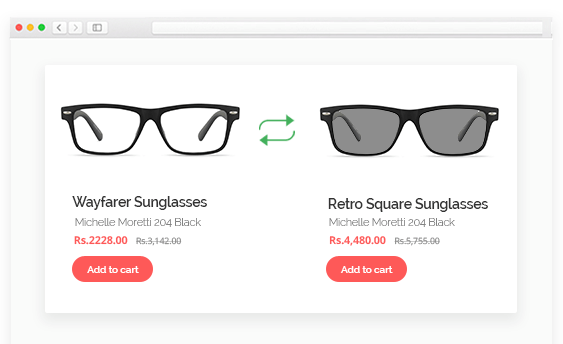 Wayfarer Sunglasses
Michelle Moretti 204 Black
Rs.2228.00 Rs.3,142.00
Add to cart
Retro Square Sunglasses
Michelle Moretti 204 Black
Rs.4,480.00 Rs.5,755.00
Add to cart